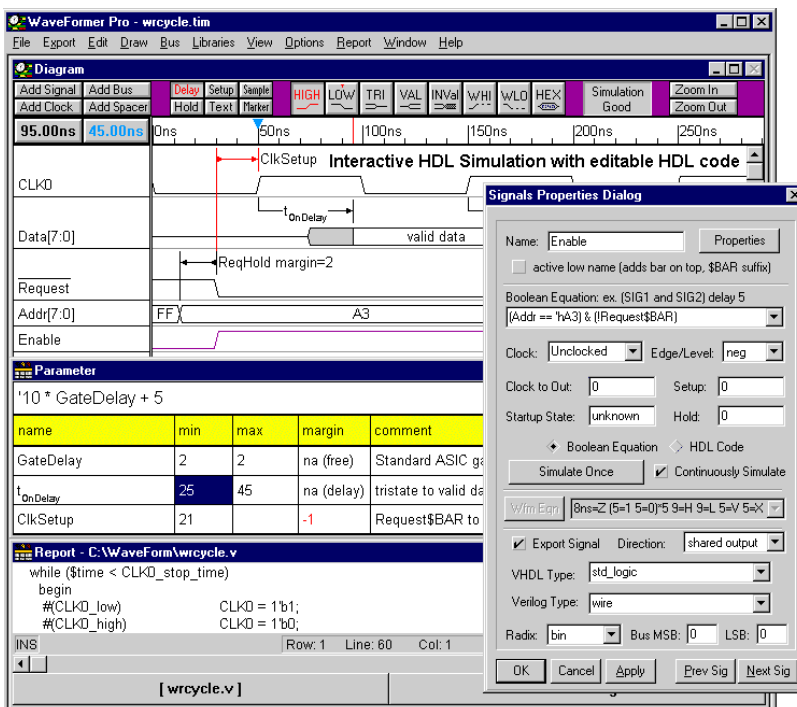 WaveFormer Pro - wrcycle.tim
File Export Edit Draw Bus Libraries View Options Report Window Help
Diagram
Add Signal Add Bus Delay Setup Sample HIGH LOW TRI VAL INVal WHI WLO HEX Simulation Good Zoom In
Add Clock Add Spacer Hold Text Marker Zoom Out
95.00ns 45.00ns 0ns 50ns 100ns 150ns 200ns 250ns
ClkSetup Interactive HDL Simulation with editable HDL code
CLK0
tOnDelay
Data[7:0] valid data
ReqHold margin=2
Request
Addr[7:0] FF A3
Enable
Parameter
'10 * GateDelay + 5
name min max margin comment
GateDelay 2 2 na (free) Standard ASIC
tOnDelay 25 45 na (delay) tristate to valid
ClkSetup 21 -1 Request$BAR to
Report - C:\WaveForm\wrcycle.v
while ($time < CLK0_stop_time)
begin
#(CLK0_low) CLK0 = 1'b1;
#(CLK0_high) CLK0 = 1'b0;
INS Row: 1 Line: 60 Col: 1
[ wrcycle.v ]
Signals Properties Dialog
Name: Enable Properties
active low name (adds bar on top, $BAR suffix)
Boolean Equation: ex. (SIG1 and SIG2) delay 5
(Addr == 'hA3) & (!Request$BAR)
Clock: Unclocked Edge/Level: neg
Clock to Out: 0 Setup: 0
Startup State: unknown Hold: 0
Boolean Equation HDL Code
Simulate Once Continuously Simulate
Wfm Eqn 8ns=Z (5=1 5=0)*5 9=H 9=L 5=V 5=X
Export Signal Direction: shared output
VHDL Type: std_logic
Verilog Type: wire
Radix: bin Bus MSB: 0 LSB: 0
OK Cancel Apply Prev Sig Next Sig